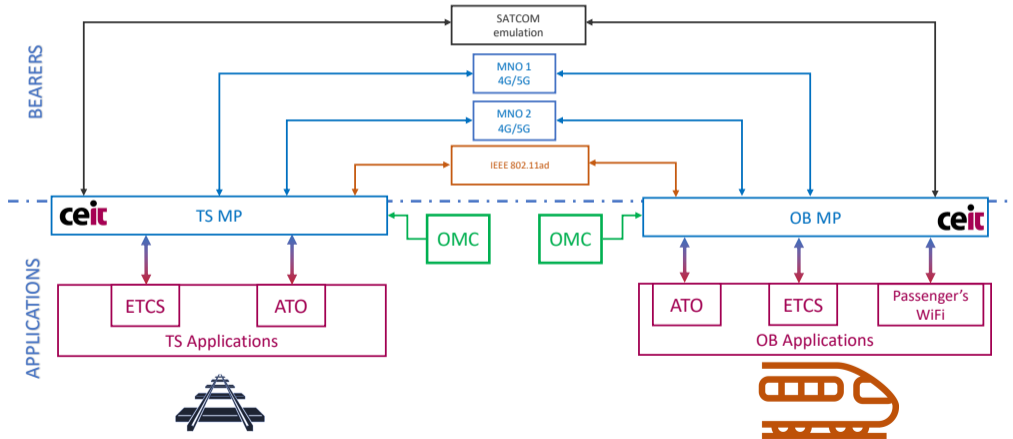 SATCOM
emulation
BEARERS
MNO 1
4G/5G
MNO 2
4G/5G
IEEE 802.11ad
ceit
TS MP
OB MP
ceit
OMC
OMC
APPLICATIONS
ETCS
ATO
TS Applications
ATO
ETCS
Passenger's
WiFi
OB Applications